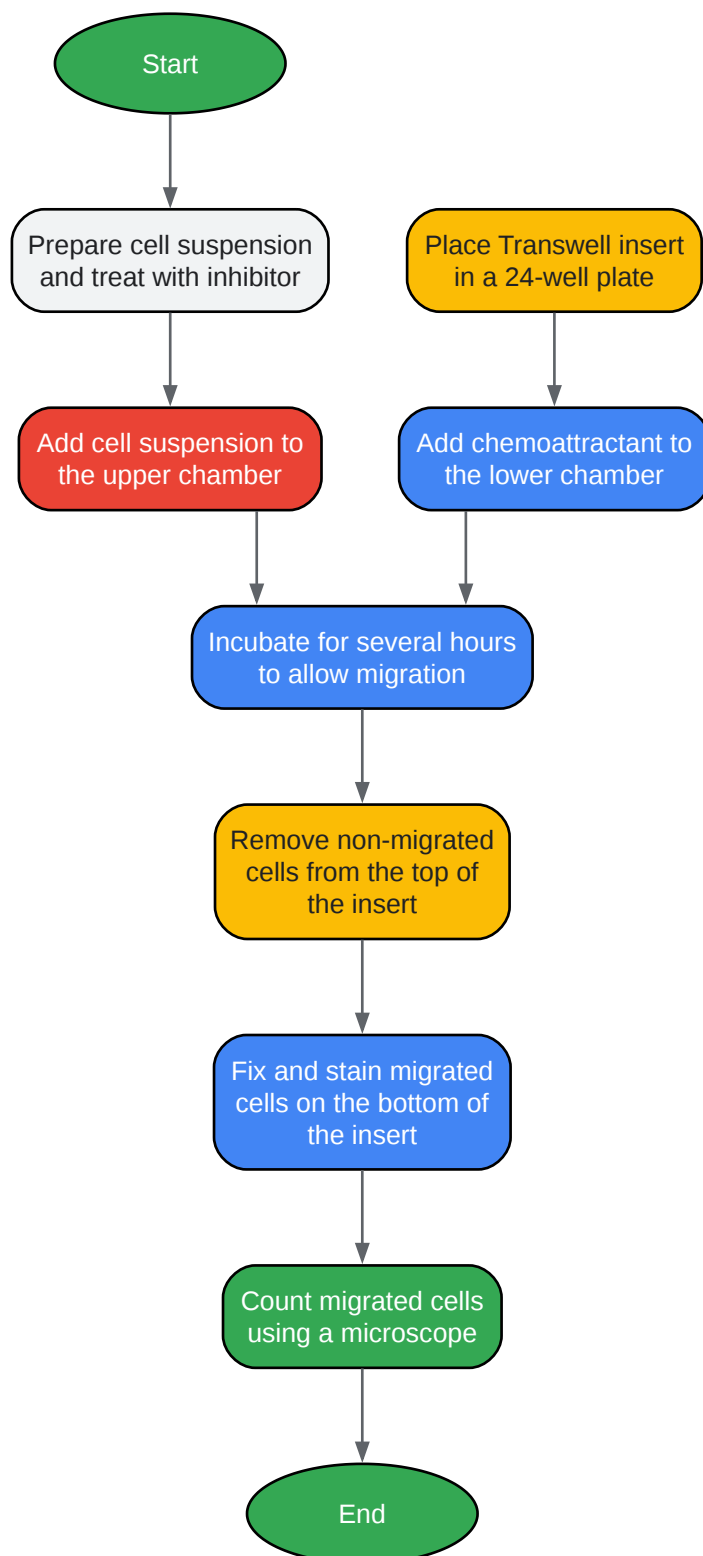 Start
Prepare cell suspension
and treat with inhibitor
Place Transwell insert
in a 24-well plate
Add cell suspension to
the upper chamber
Add chemoattractant to
the lower chamber
Incubate for several hours
to allow migration
Remove non-migrated
cells from the top of
the insert
Fix and stain migrated
cells on the bottom of
the insert
Count migrated cells
using a microscope
End